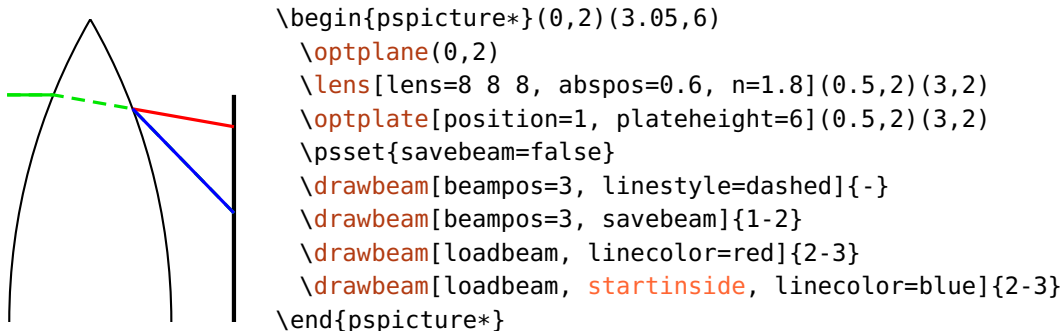 \begin{pspicture*}(0,2)(3.05,6)
\optplane(0,2)
\lens[lens=8 8 8, abspos=0.6, n=1.8](0.5,2)(3,2)
\optplate[position=1, plateheight=6](0.5,2)(3,2)
\psset{savebeam=false}
\drawbeam[beampos=3, linestyle=dashed]{-}
\drawbeam[beampos=3, savebeam]{1-2}
\drawbeam[loadbeam, linecolor=red]{2-3}
\drawbeam[loadbeam, startinside, linecolor=blue]{2-3}
\end{pspicture*}